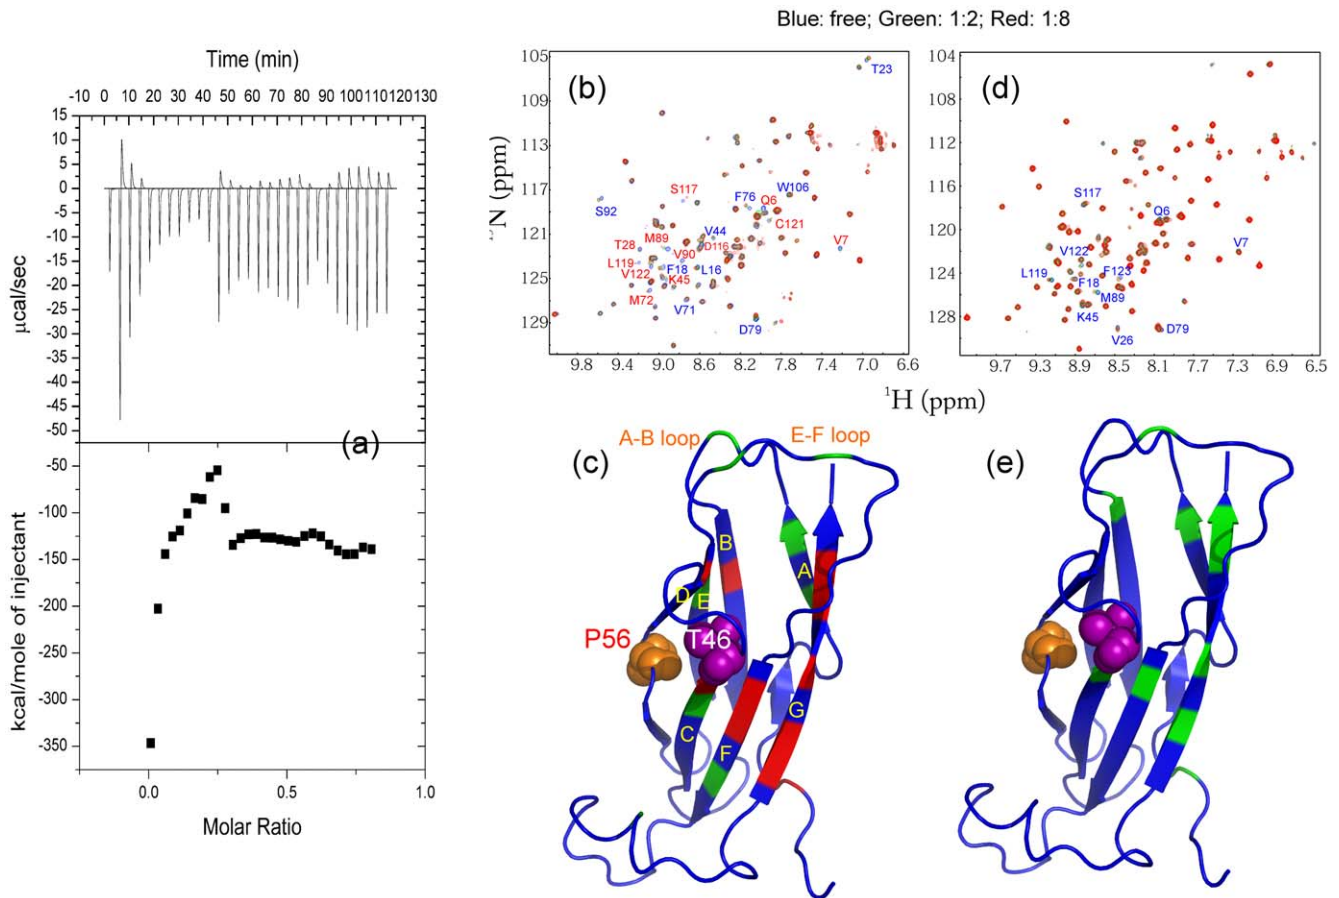 Blue: free; Green: 1:2; Red: 1:8
Time (min)
-10 0 10 20 30 40 50 60 70 80 90 100 110 120 130
15
10
5
0
-5
-10
-15
-20
-25
-30
-35
-40
-45
-50
µcal/sec
(a)
-50
-100
-150
-200
-250
-300
-350
kcal/mole of injectant
0.0 0.5 1.0
Molar Ratio
(b)
105
109
113
117
121
125
129
N (ppm)
T23
S117
F76
W106
Q6
S92
C121
V44
M89
D116
T28
V90
V7
L119
F18
L16
V122
K45
M72
V71
D79
9.8 9.4 9.0 8.6 8.2 7.8 7.4 7.0 6.6
(d)
104
108
112
116
120
124
128
S117
Q6
V122
V7
L119
F123
F18
M89
K45
V26
D79
9.7 9.3 8.9 8.5 8.1 7.7 7.3 6.9 6.5
1H (ppm)
(c)
A-B loop
E-F loop
B
A
D
E
P56
T46
G
C
F
(e)